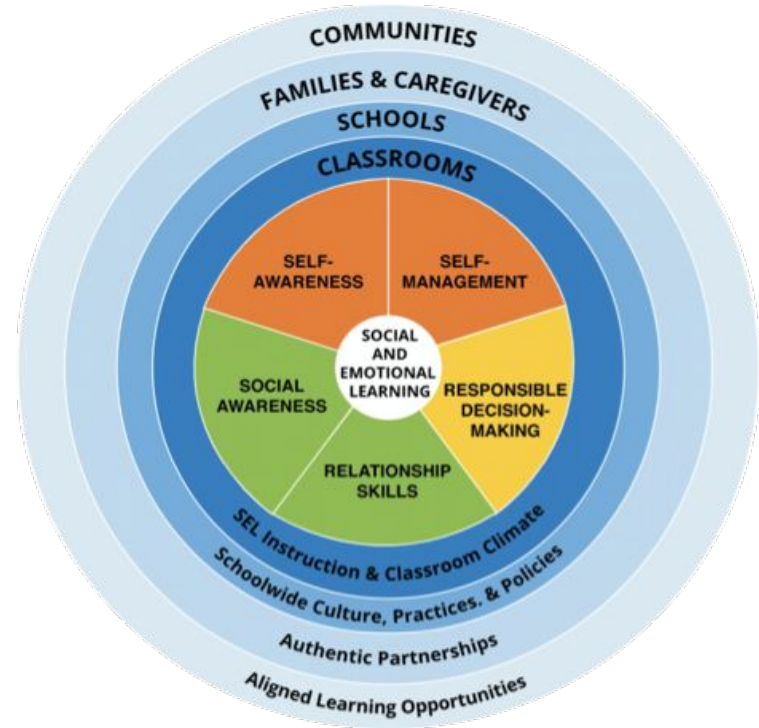 COMMUNITIES
FAMILIES & CAREGIVERS
SCHOOLS
CLASSROOMS
SELF-
AWARENESS
SELF-
MANAGEMENT
SOCIAL
AND
EMOTIONAL
LEARNING
SOCIAL
AWARENESS
RESPONSIBLE
DECISION-
MAKING
RELATIONSHIP
SKILLS
SEL Instruction & Classroom Climate
Schoolwide Culture, Practices, & Policies
Authentic Partnerships
Aligned Learning Opportunities